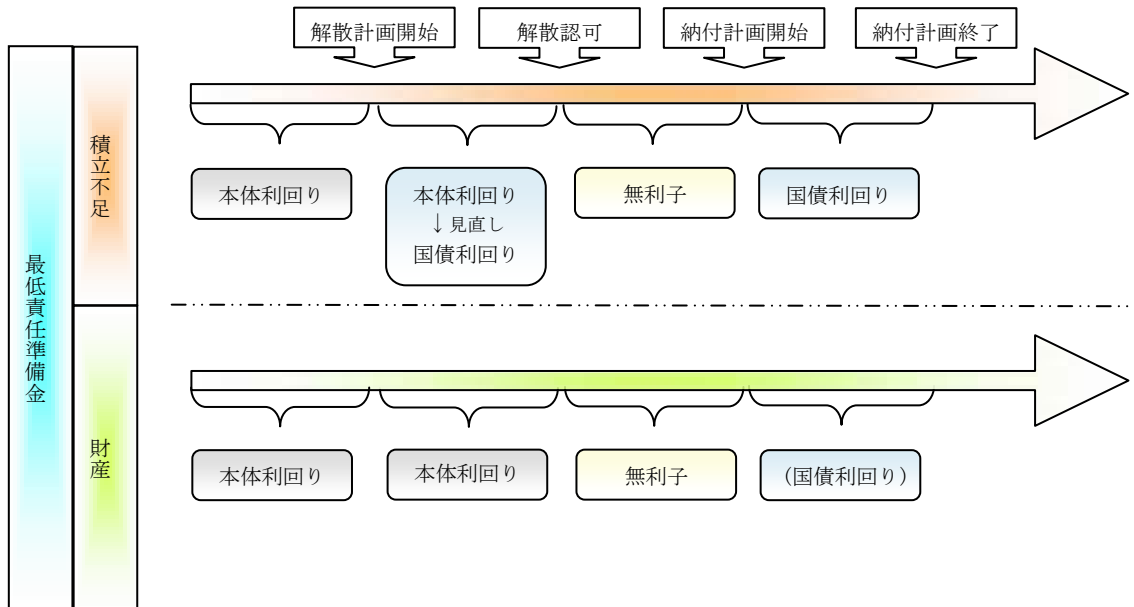 解散計画開始
解散認可
納付計画開始
納付計画終了
最低責任準備金
積立不足
本体利回り
本体利回り
↓見直し
国債利回り
無利子
国債利回り
財産
本体利回り
本体利回り
無利子
(国債利回り)